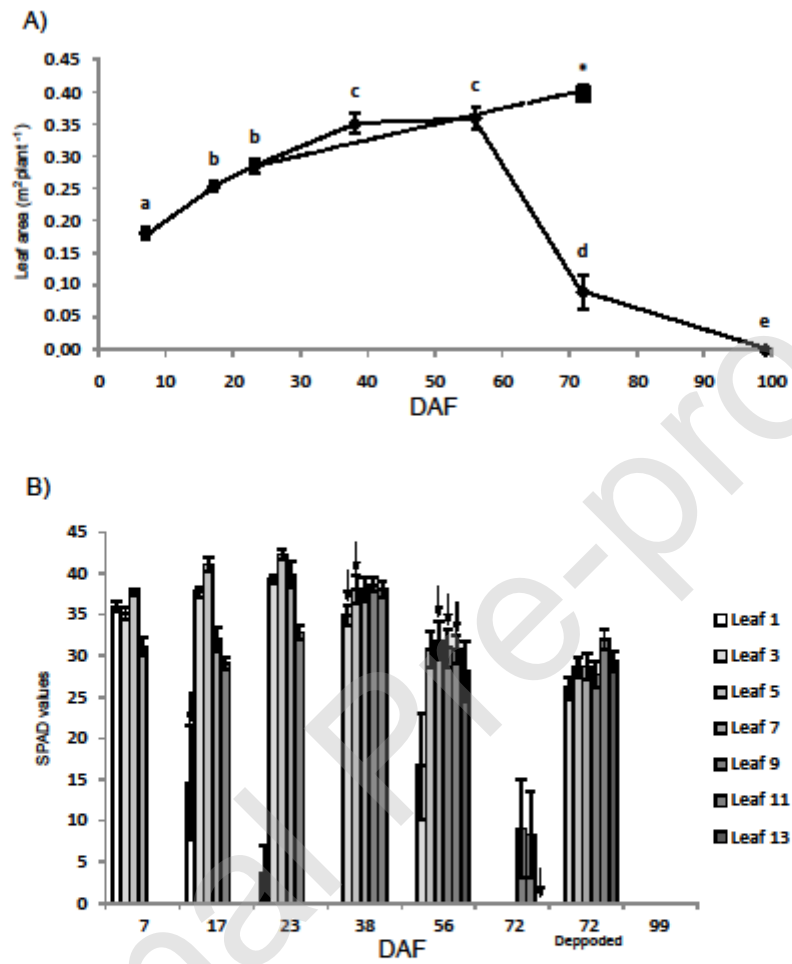 A)
Leaf area (m² plant⁻¹)
0.45
0.40
0.35
0.30
0.25
0.20
0.15
0.10
0.05
0.00
a
b
b
c
c
*
d
e
0 10 20 30 40 50 60 70 80 90 100
DAF
B)
SPAD values
45
40
35
30
25
20
15
10
5
0
Leaf 1
Leaf 3
Leaf 5
Leaf 7
Leaf 9
Leaf 11
Leaf 13
7 17 23 38 56 72 72 99
Deppoded
DAF
nal Pre-pro